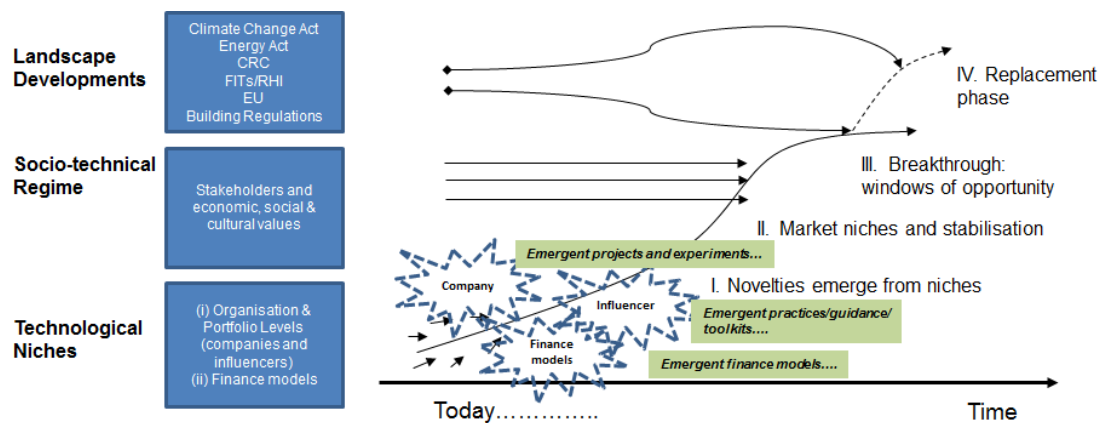 Landscape
Developments
Climate Change Act
Energy Act
CRC
FITs/RHI
EU
Building Regulations
IV. Replacement
phase
Socio-technical
Regime
Stakeholders and
economic, social &
cultural values
III. Breakthrough:
windows of opportunity
II. Market niches and stabilisation
Emergent projects and experiments…
Company
I. Novelties emerge from niches
Influencer
Technological
Niches
(i) Organisation &
Portfolio Levels
(companies and
influencers)
(ii) Finance models
Emergent practices/guidance/
toolkits….
Finance
models
Emergent finance models….
Today…………..
Time